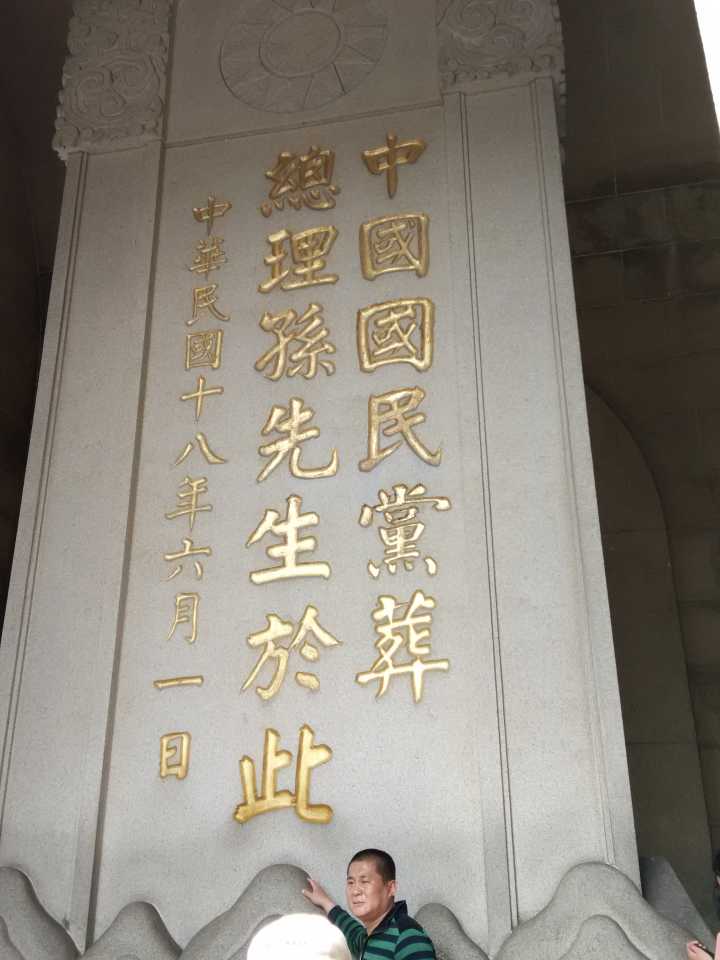 中國國民黨葬
總理孫先生於此
中華民國十八年六月一日